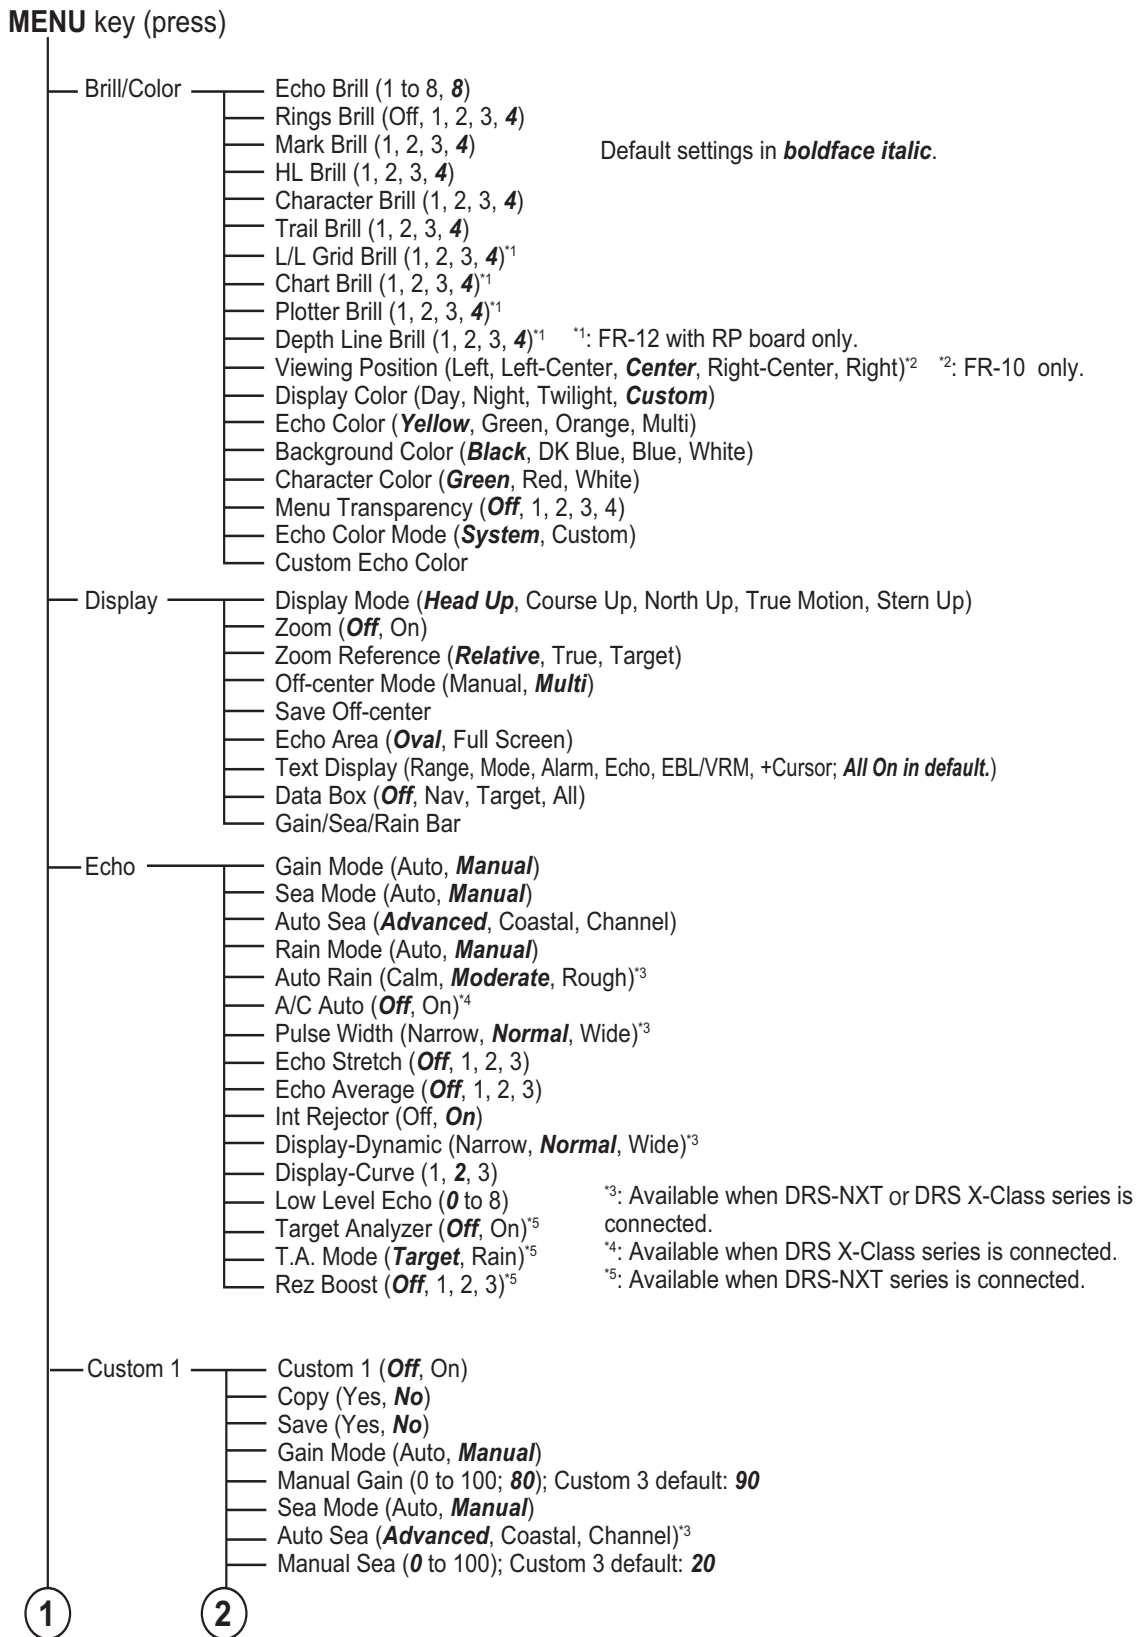 MENU key (press)
Brill/Color
Echo Brill (1 to 8, 8)
Rings Brill (Off, 1, 2, 3, 4)
Mark Brill (1, 2, 3, 4)
Default settings in boldface italic.
HL Brill (1, 2, 3, 4)
Character Brill (1, 2, 3, 4)
Trail Brill (1, 2, 3, 4)
L/L Grid Brill (1, 2, 3, 4)*1
Chart Brill (1, 2, 3, 4)*1
Plotter Brill (1, 2, 3, 4)*1
Depth Line Brill (1, 2, 3, 4)*1 *1: FR-12 with RP board only.
Viewing Position (Left, Left-Center, Center, Right-Center, Right)*2 *2: FR-10 only.
Display Color (Day, Night, Twilight, Custom)
Echo Color (Yellow, Green, Orange, Multi)
Background Color (Black, DK Blue, Blue, White)
Character Color (Green, Red, White)
Menu Transparency (Off, 1, 2, 3, 4)
Echo Color Mode (System, Custom)
Custom Echo Color
Display
Display Mode (Head Up, Course Up, North Up, True Motion, Stern Up)
Zoom (Off, On)
Zoom Reference (Relative, True, Target)
Off-center Mode (Manual, Multi)
Save Off-center
Echo Area (Oval, Full Screen)
Text Display (Range, Mode, Alarm, Echo, EBL/VRM, +Cursor; All On in default.)
Data Box (Off, Nav, Target, All)
Gain/Sea/Rain Bar
Echo
Gain Mode (Auto, Manual)
Sea Mode (Auto, Manual)
Auto Sea (Advanced, Coastal, Channel)
Rain Mode (Auto, Manual)
Auto Rain (Calm, Moderate, Rough)*3
A/C Auto (Off, On)*4
Pulse Width (Narrow, Normal, Wide)*3
Echo Stretch (Off, 1, 2, 3)
Echo Average (Off, 1, 2, 3)
Int Rejector (Off, On)
Display-Dynamic (Narrow, Normal, Wide)*3
Display-Curve (1, 2, 3)
Low Level Echo (0 to 8)
Target Analyzer (Off, On)*5
T.A. Mode (Target, Rain)*5
Rez Boost (Off, 1, 2, 3)*5
*3: Available when DRS-NXT or DRS X-Class series is
connected.
*4: Available when DRS X-Class series is connected.
*5: Available when DRS-NXT series is connected.
Custom 1
Custom 1 (Off, On)
Copy (Yes, No)
Save (Yes, No)
Gain Mode (Auto, Manual)
Manual Gain (0 to 100; 80); Custom 3 default: 90
Sea Mode (Auto, Manual)
Auto Sea (Advanced, Coastal, Channel)*3
Manual Sea (0 to 100); Custom 3 default: 20
1
2